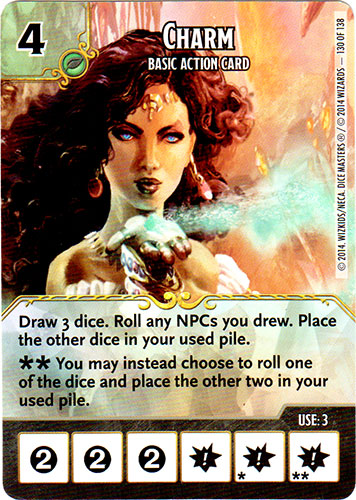 4
CHARM
BASIC ACTION CARD
© 2014. WIZKIDS/NECA. DICE MASTERS ® / © 2014 WIZARDS — 130 OF 138
Draw 3 dice. Roll any NPCs you drew. Place
the other dice in your used pile.
** You may instead choose to roll one
of the dice and place the other two in your
used pile.
USE: 3
2 2 2 ! ! !
* **